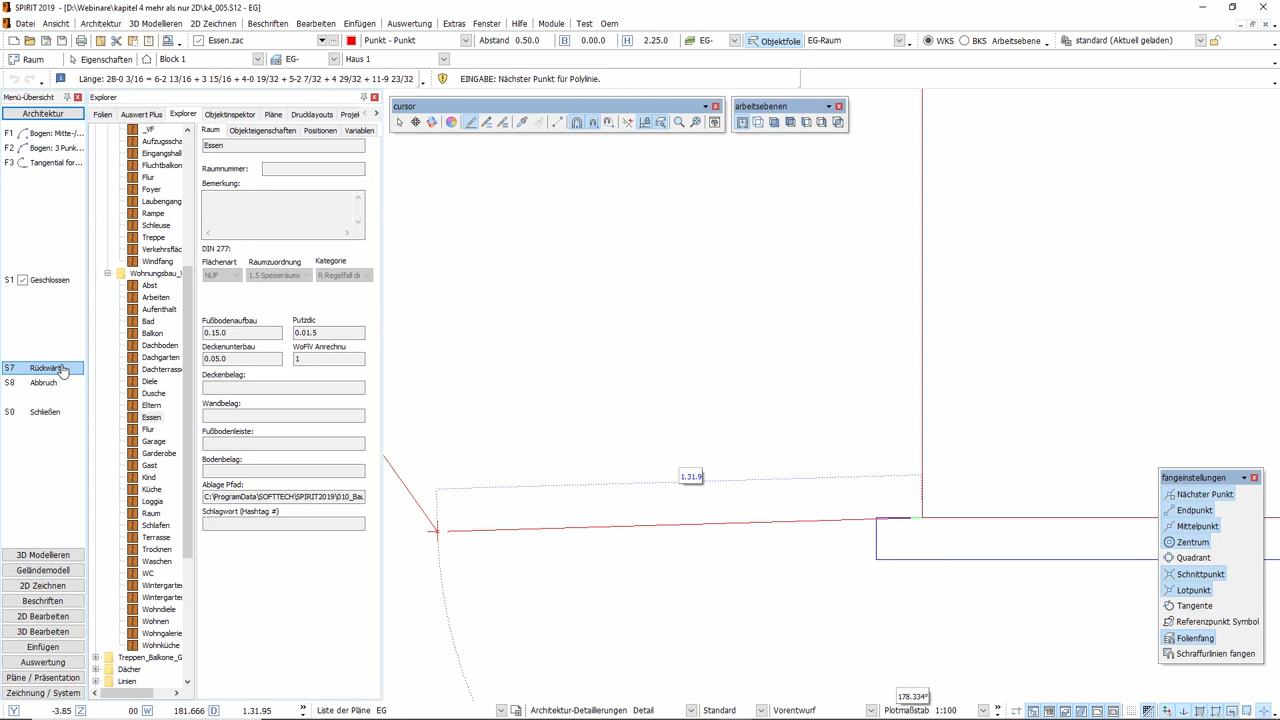 SPIRIT 2019 - [D:\Webinare\kapitel 4 mehr als nur 2D\k4_005.S12 - EG]
Datei Ansicht Architektur 3D Modellieren 2D Zeichnen Beschriften Bearbeiten Einfügen Auswertung Extras Fenster Hilfe Module Test Oem
Essen.zac Punkt - Punkt Abstand 0.50.0 B 0.00.0 H 2.25.0 EG- Objektfolie EG-Raum WKS BKS Arbeitsebene standard (Aktuell geladen)
Raum Eigenschaften Block 1 EG- Haus 1
Länge: 28-0 3/16 = 6-2 13/16 + 3 15/16 + 4-0 19/32 + 5-2 7/32 + 4 29/32 + 11-9 23/32 EINGABE: Nächster Punkt für Polylinie.
Menü-Übersicht
Architektur
F1 Bogen: Mitte-/...
F2 Bogen: 3 Punk...
F3 Tangential for...
S1 Geschlossen
S7 Rückwärts
S8 Abbruch
S0 Schließen
3D Modellieren
Geländemodell
2D Zeichnen
Beschriften
2D Bearbeiten
3D Bearbeiten
Einfügen
Auswertung
Pläne / Präsentation
Zeichnung / System
Explorer
Folien Auswert Plus Explorer Objektinspektor Pläne Drucklayouts Projek
_VF
Aufzugsscha
Eingangshall
Fluchtbalkon
Flur
Foyer
Laubengang
Rampe
Schleuse
Treppe
Verkehrsfläc
Windfang
Wohnungsbau_
Abst
Arbeiten
Aufenthalt
Bad
Balkon
Dachboden
Dachgarten
Dachterrass
Diele
Dusche
Eltern
Essen
Flur
Garage
Garderobe
Gast
Kind
Küche
Loggia
Raum
Schlafen
Terrasse
Trocknen
Waschen
WC
Wintergarter
Wintergarter
Wohndiele
Wohnen
Wohngalerie
Wohnküche
Treppen_Balkone_G
Dächer
Linien
Raum Objekteigenschaften Positionen Variablen
Essen
Raumnummer:
Bemerkung:
DIN 277:
Flächenart Raumzuordnung Kategorie
NUF 1.5 Speiseräume R Regelfall de
Fußbodenaufbau Putzdic
0.15.0 0.01.5
Deckenunterbau WoFlV Anrechnu
0.05.0 1
Deckenbelag:
Wandbelag:
Fußbodenleiste:
Bodenbelag:
Ablage Pfad:
C:\ProgramData\SOFTTECH\SPIRIT2019\010_Bau
Schlagwort (Hashtag #)
cursor
arbeitsebenen
1.31.9
178.334°
fangeinstellungen
Nächster Punkt
Endpunkt
Mittelpunkt
Zentrum
Quadrant
Schnittpunkt
Lotpunkt
Tangente
Referenzpunkt Symbol
Folienfang
Schraffurlinien fangen
Y -3.85 Z 00 W 181.666 D 1.31.95 Liste der Pläne EG Architektur-Detaillierungen Detail Standard Vorentwurf Plotmaßstab 1:100